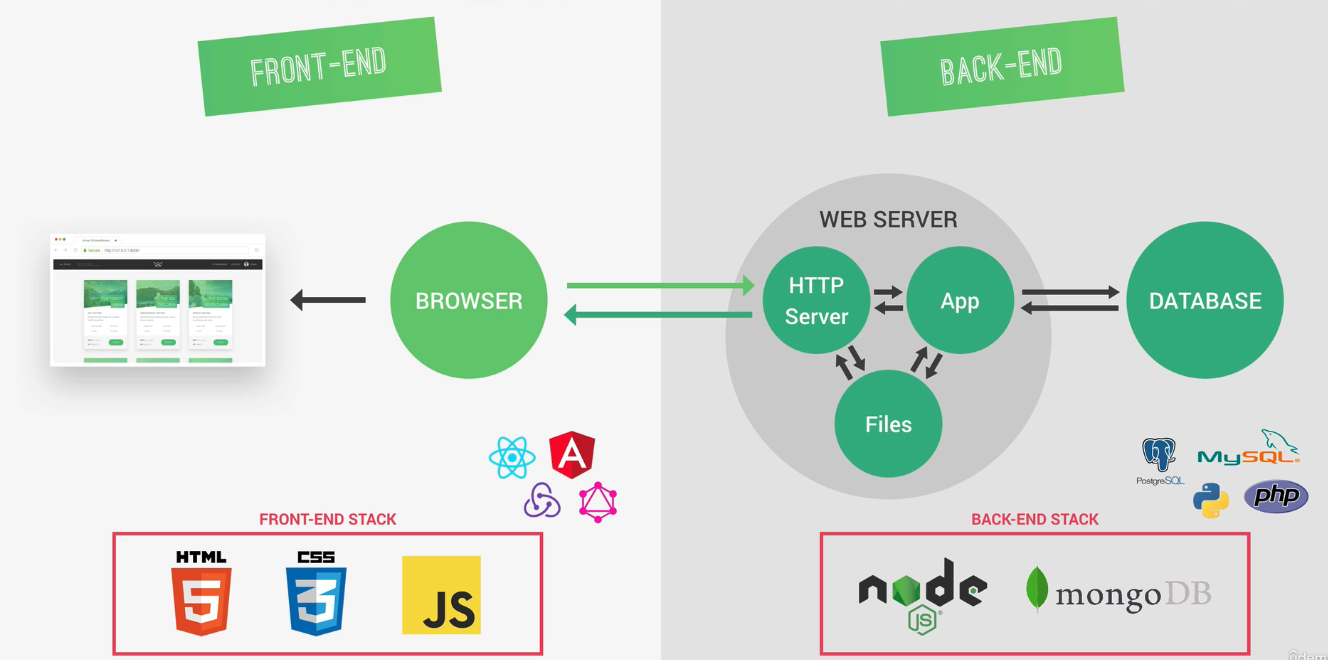 FRONT-END
BACK-END
WEB SERVER
BROWSER
HTTP
Server
App
DATABASE
Files
PostgreSQL
MySQL
php
FRONT-END STACK
BACK-END STACK
HTML
5
CSS
3
JS
node
JS
mongoDB